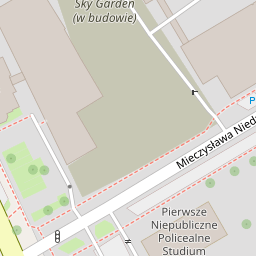 Sky Garden
(w budowie)
P
Mieczysława Nied
Pierwsze
Niepubliczne
Policealne
Studium